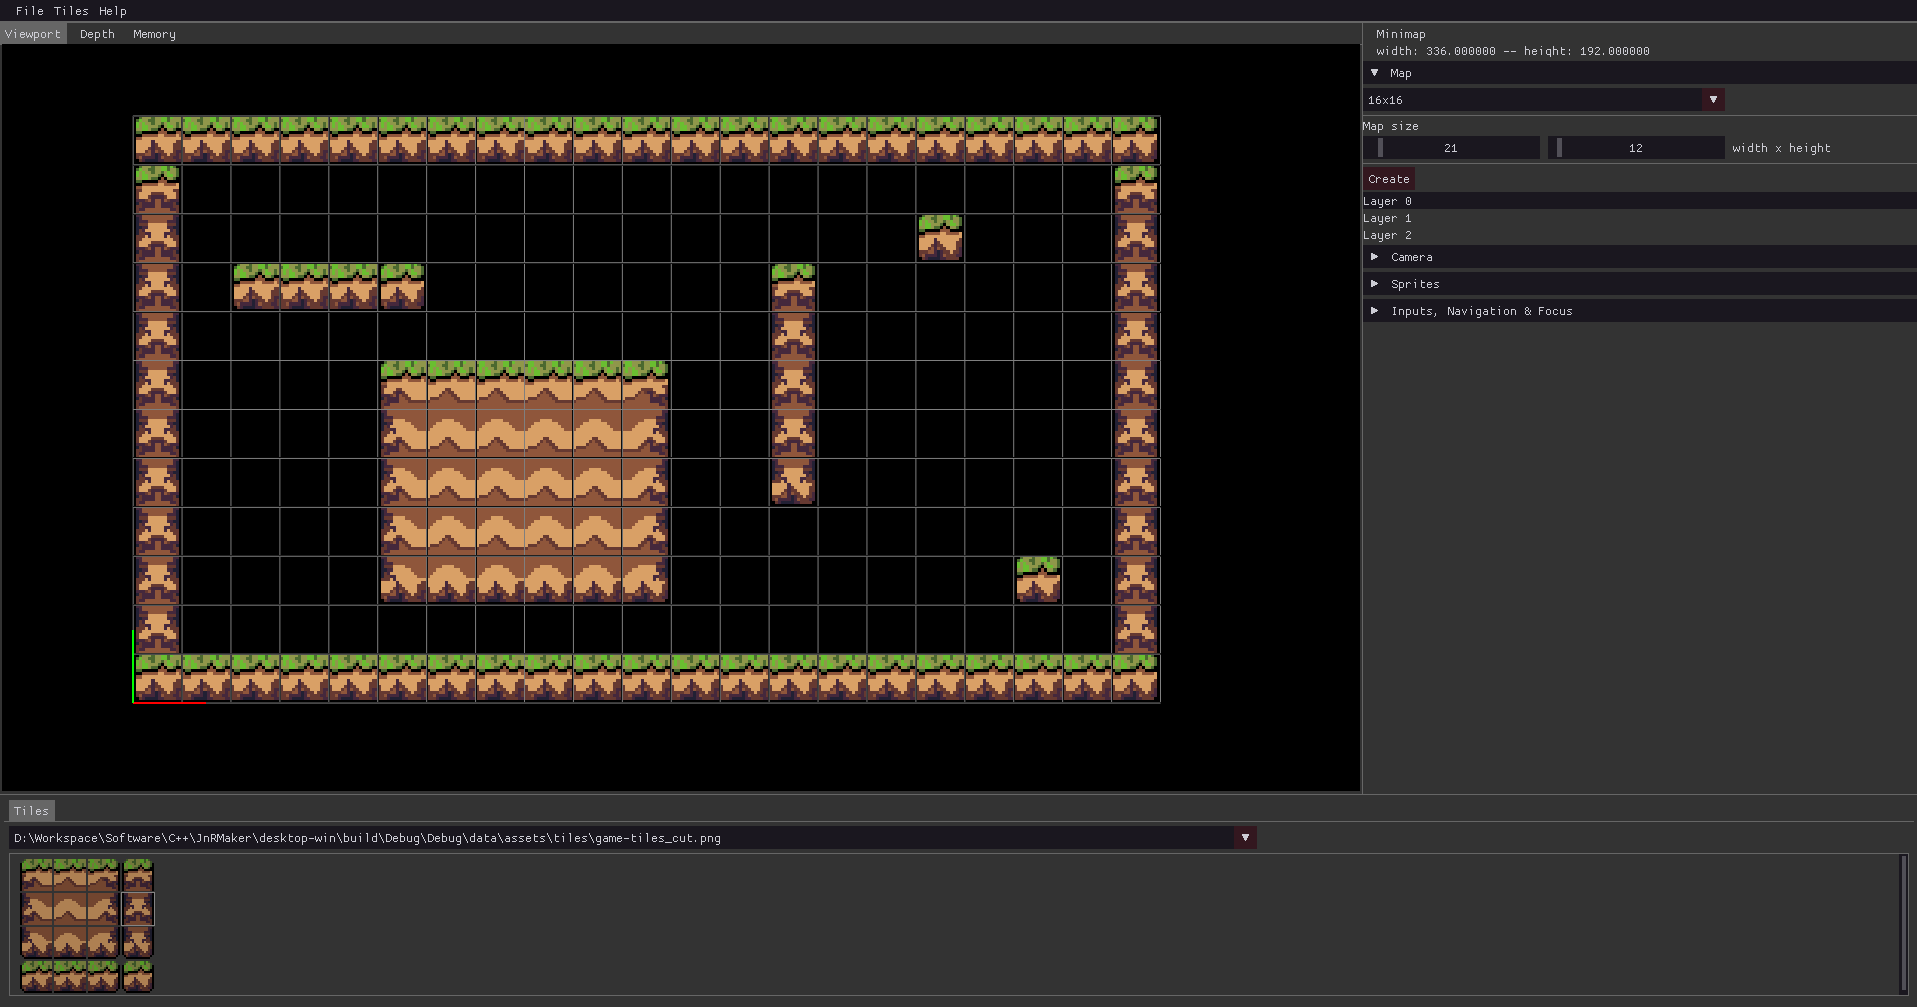 File Tiles Help
Viewport Depth Memory
Minimap
width: 336.000000 -- height: 192.000000
Map
16x16
Map size
21 12 width x height
Create
Layer 0
Layer 1
Layer 2
Camera
Sprites
Inputs, Navigation & Focus
Tiles
D:\Workspace\Software\C++\JnRMaker\desktop-win\build\Debug\Debug\data\assets\tiles\game-tiles_cut.png